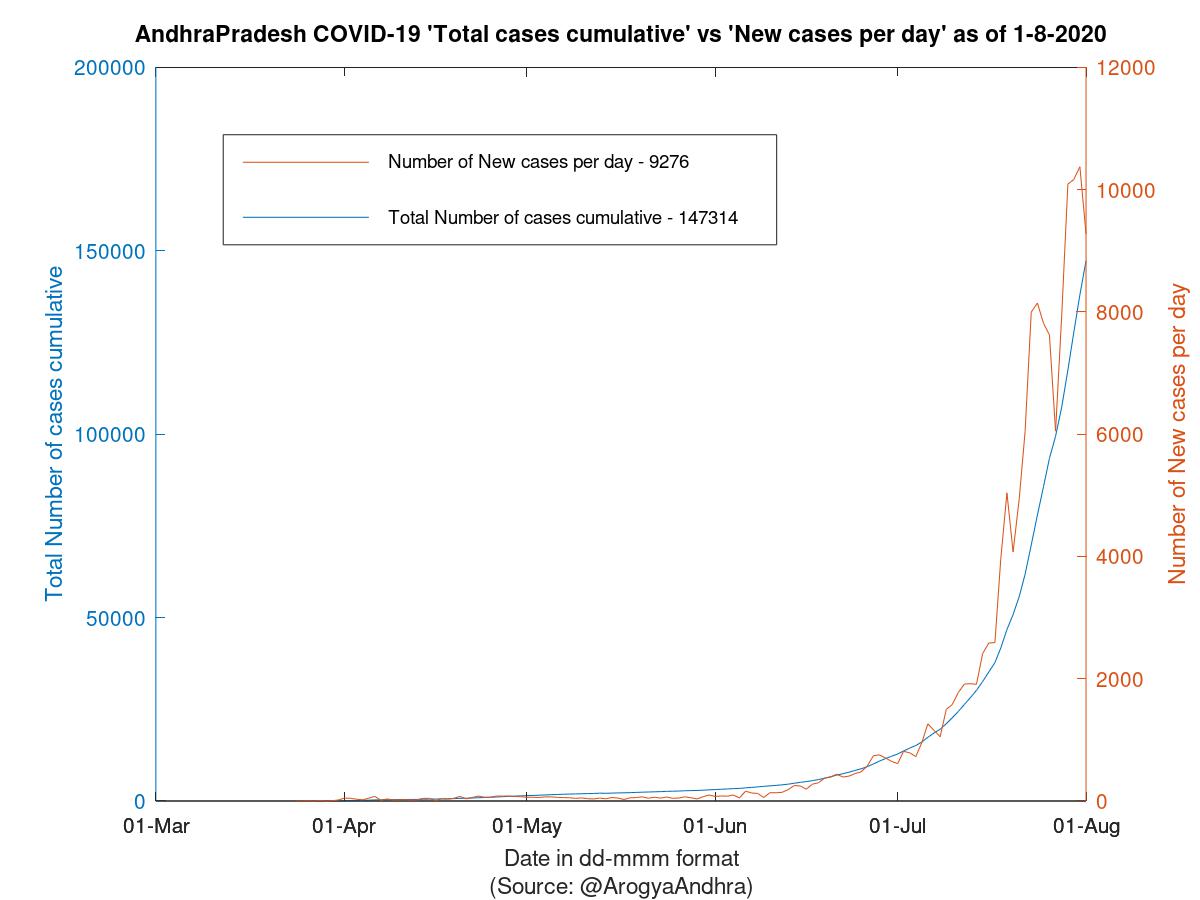 AndhraPradesh COVID-19 'Total cases cumulative' vs 'New cases per day' as of 1-8-2020
200000
150000
100000
50000
0
Total Number of cases cumulative
Number of New cases per day - 9276
Total Number of cases cumulative - 147314
12000
10000
8000
6000
4000
2000
0
Number of New cases per day
01-Mar 01-Apr 01-May 01-Jun 01-Jul 01-Aug
Date in dd-mmm format
(Source: @ArogyaAndhra)